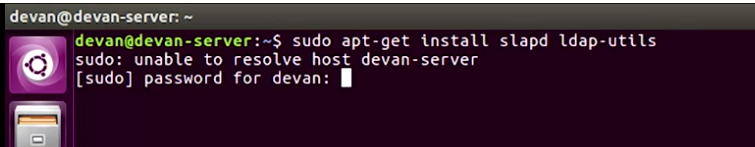 devan@devan-server: ~
devan@devan-server:~$ sudo apt-get install slapd ldap-utils
sudo: unable to resolve host devan-server
[sudo] password for devan: